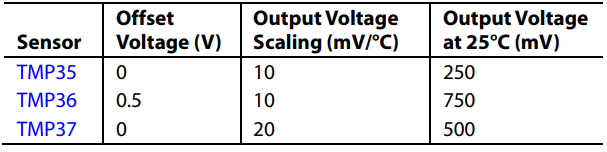 Sensor Offset Voltage (V) Output Voltage Scaling (mV/°C) Output Voltage at 25°C (mV)
TMP35 0 10 250
TMP36 0.5 10 750
TMP37 0 20 500